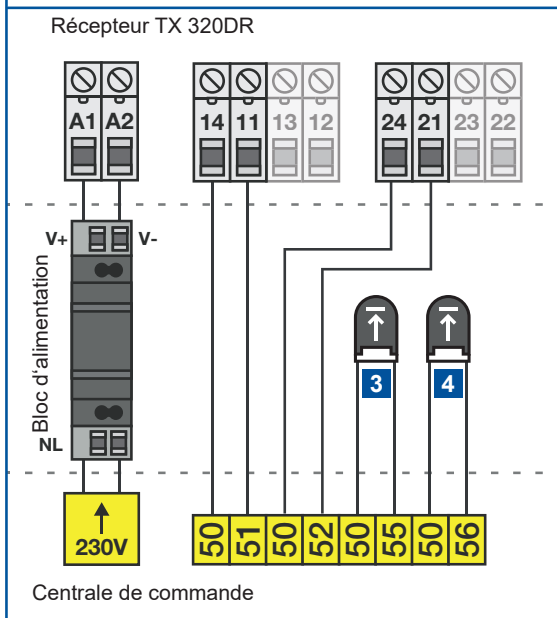 Récepteur TX 320DR
A1 A2 14 11 13 12 24 21 23 22
V+ V-
Bloc d'alimentation
3 4
NL
230V
50 51 50 52 50 55 50 56
Centrale de commande